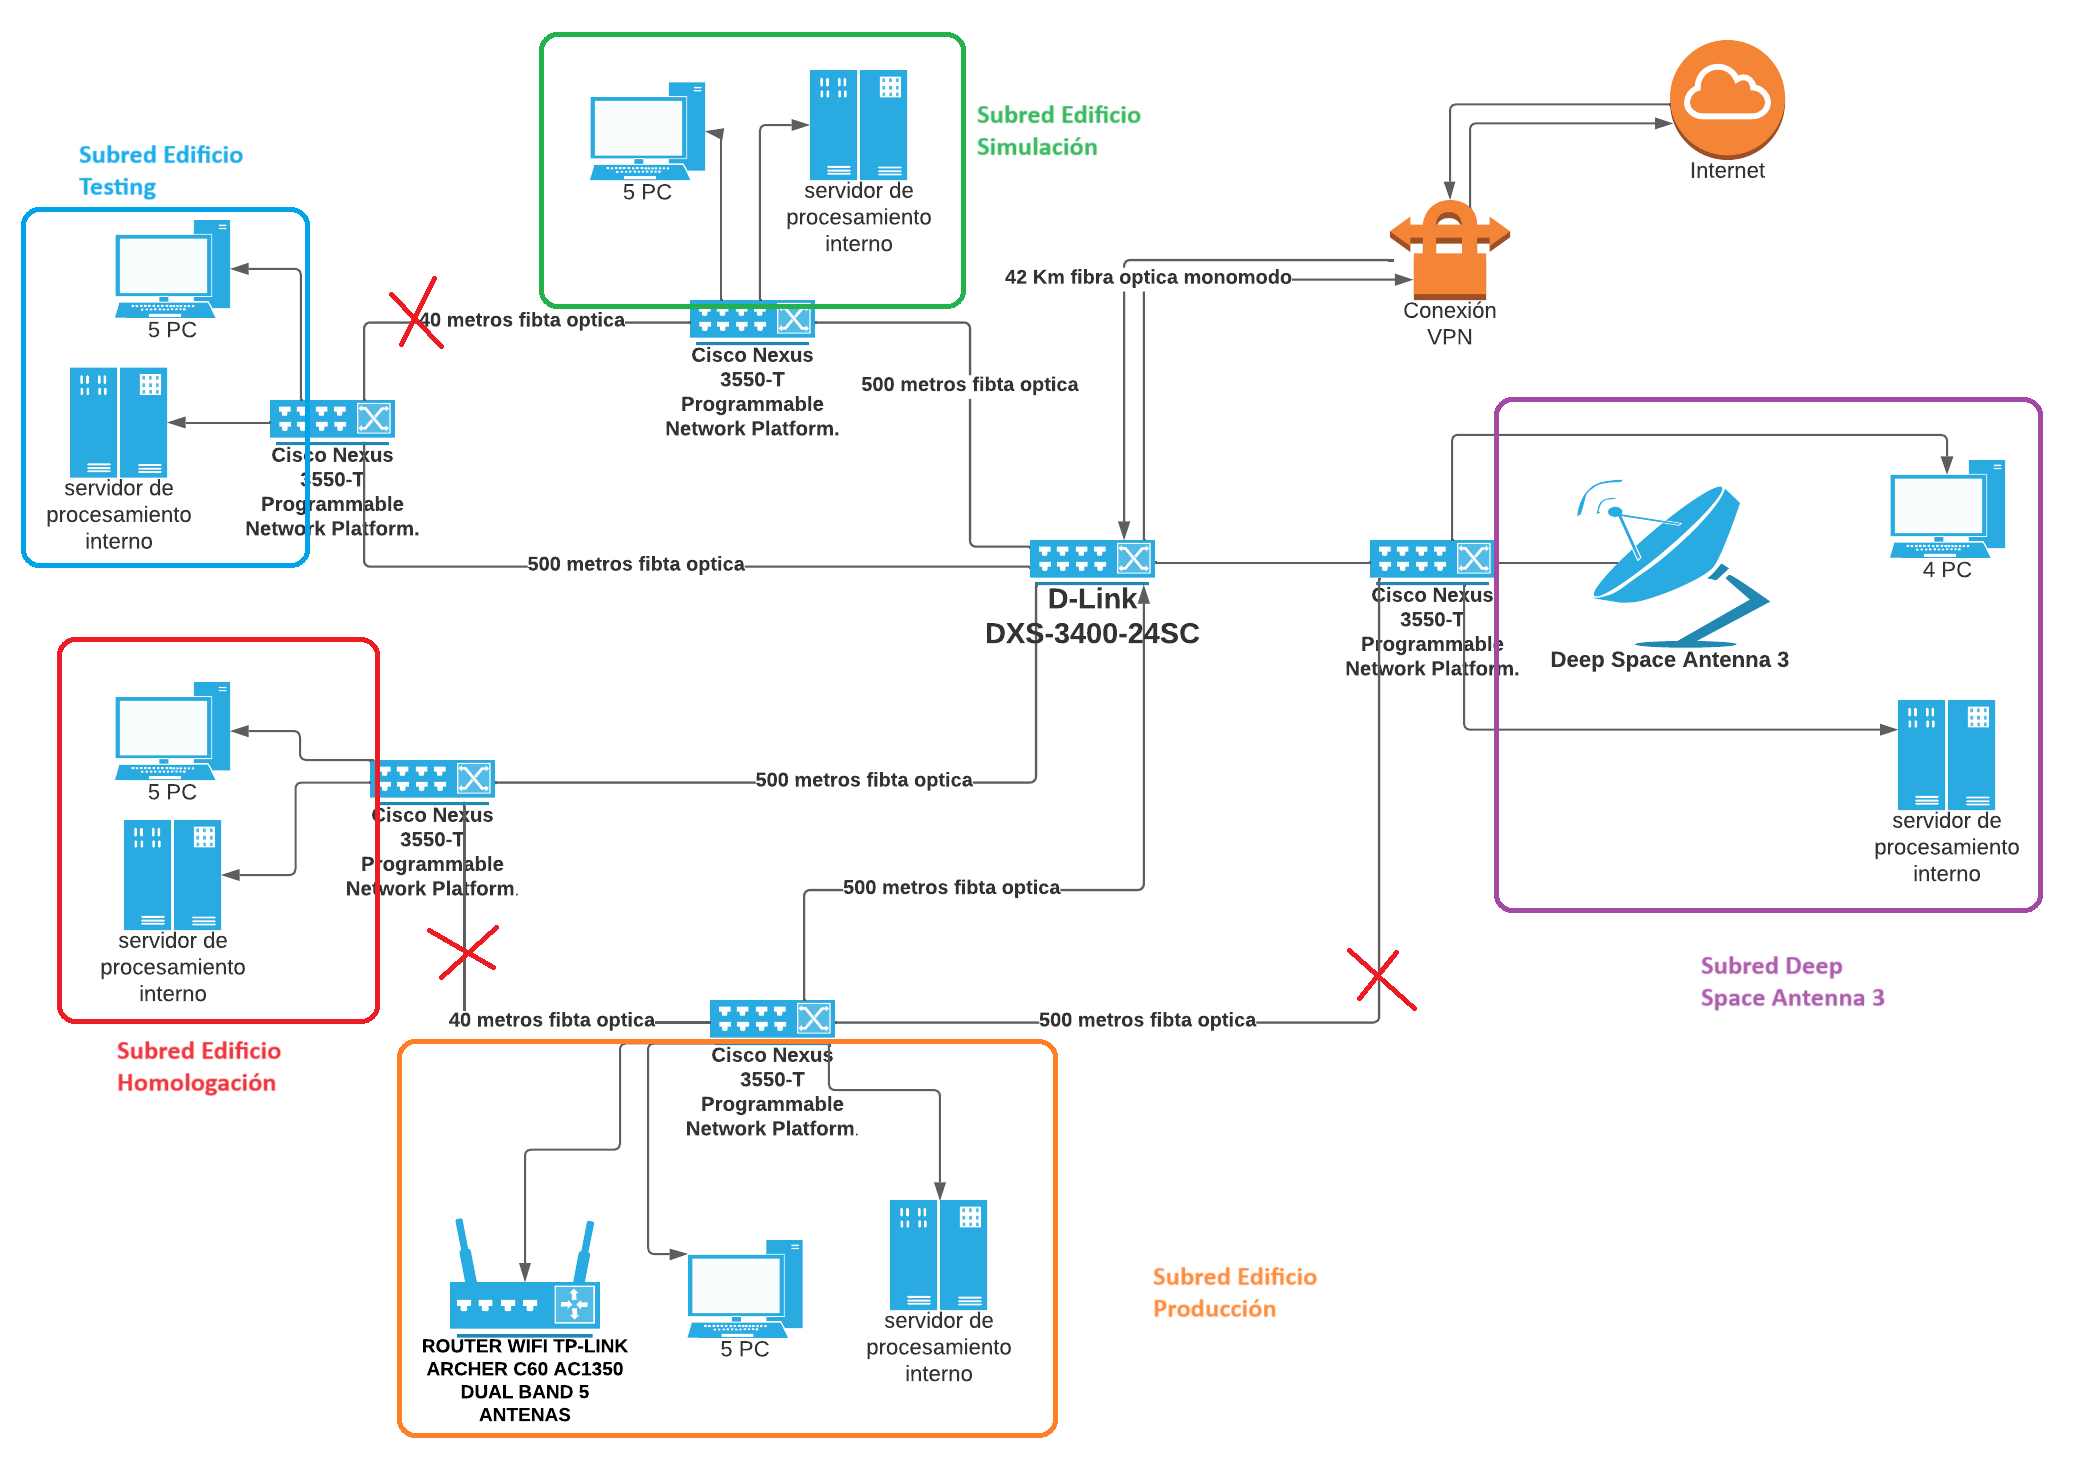 Subred Edificio
Simulación
5 PC
servidor de
procesamiento
interno
Internet
Subred Edificio
Testing
5 PC
servidor de
procesamiento
interno
40 metros fibta optica
Cisco Nexus
3550-T
Programmable
Network Platform.
42 Km fibra optica monomodo
Conexión
VPN
500 metros fibta optica
Cisco Nexus
3550-T
Programmable
Network Platform.
500 metros fibta optica
D-Link
DXS-3400-24SC
Cisco Nexus
3550-T
Programmable
Network Platform.
4 PC
Deep Space Antenna 3
servidor de
procesamiento
interno
Subred Deep
Space Antenna 3
5 PC
servidor de
procesamiento
interno
Cisco Nexus
3550-T
Programmable
Network Platform.
500 metros fibta optica
500 metros fibta optica
Subred Edificio
Homologación
40 metros fibta optica
500 metros fibta optica
Cisco Nexus
3550-T
Programmable
Network Platform.
ROUTER WIFI TP-LINK
ARCHER C60 AC1350
DUAL BAND 5
ANTENAS
5 PC
servidor de
procesamiento
interno
Subred Edificio
Producción